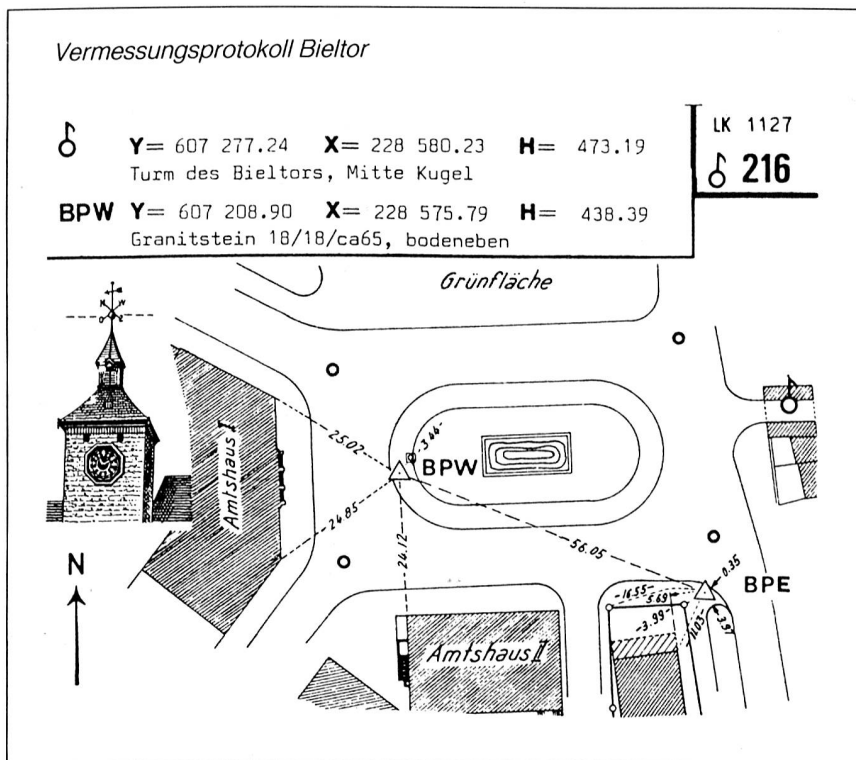 Vermessungsprotokoll Bieltor
LK 1127
216
Y= 607 277.24 X= 228 580.23 H= 473.19
Turm des Bieltors, Mitte Kugel
BPW Y= 607 208.90 X= 228 575.79 H= 438.39
Granitstein 18/18/ca65, bodeneben
Grünfläche
N W
O S
Amtshaus I
25.02
3.44
BPW
24.85
24.12
56.05
0.35
BPE
16.55
5.69
3.99
11.03
3.97
N
Amtshaus II